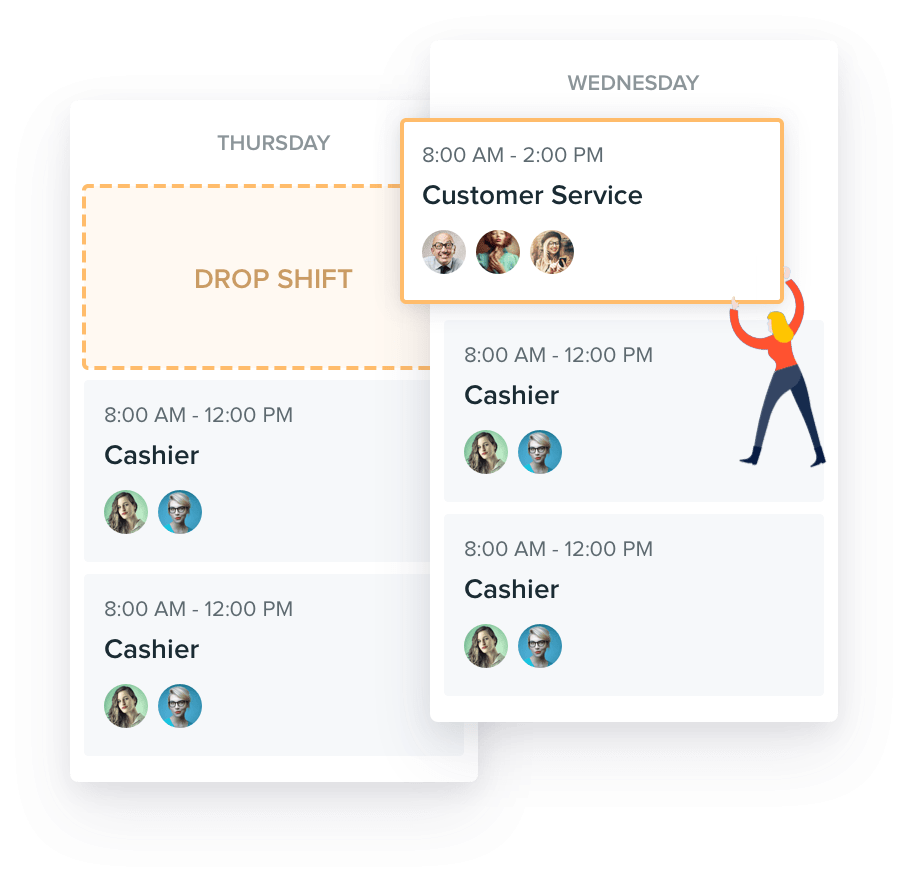 THURSDAY
DROP SHIFT
8:00 AM - 12:00 PM
Cashier
8:00 AM - 12:00 PM
Cashier
WEDNESDAY
8:00 AM - 2:00 PM
Customer Service
8:00 AM - 12:00 PM
Cashier
8:00 AM - 12:00 PM
Cashier